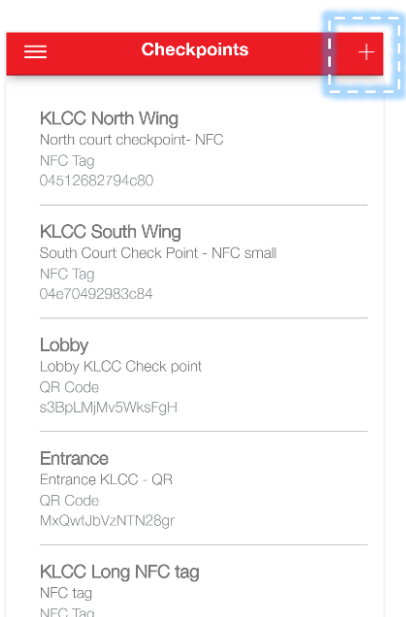 Checkpoints
KLCC North Wing
North court checkpoint- NFC
NFC Tag
04512682794c80
KLCC South Wing
South Court Check Point - NFC small
NFC Tag
04e70492983c84
Lobby
Lobby KLCC Check point
QR Code
s3BpLMjMv5WksFgH
Entrance
Entrance KLCC - QR
QR Code
MxQwtJbVzNTN28gr
KLCC Long NFC tag
NFC tag
NFC Tag